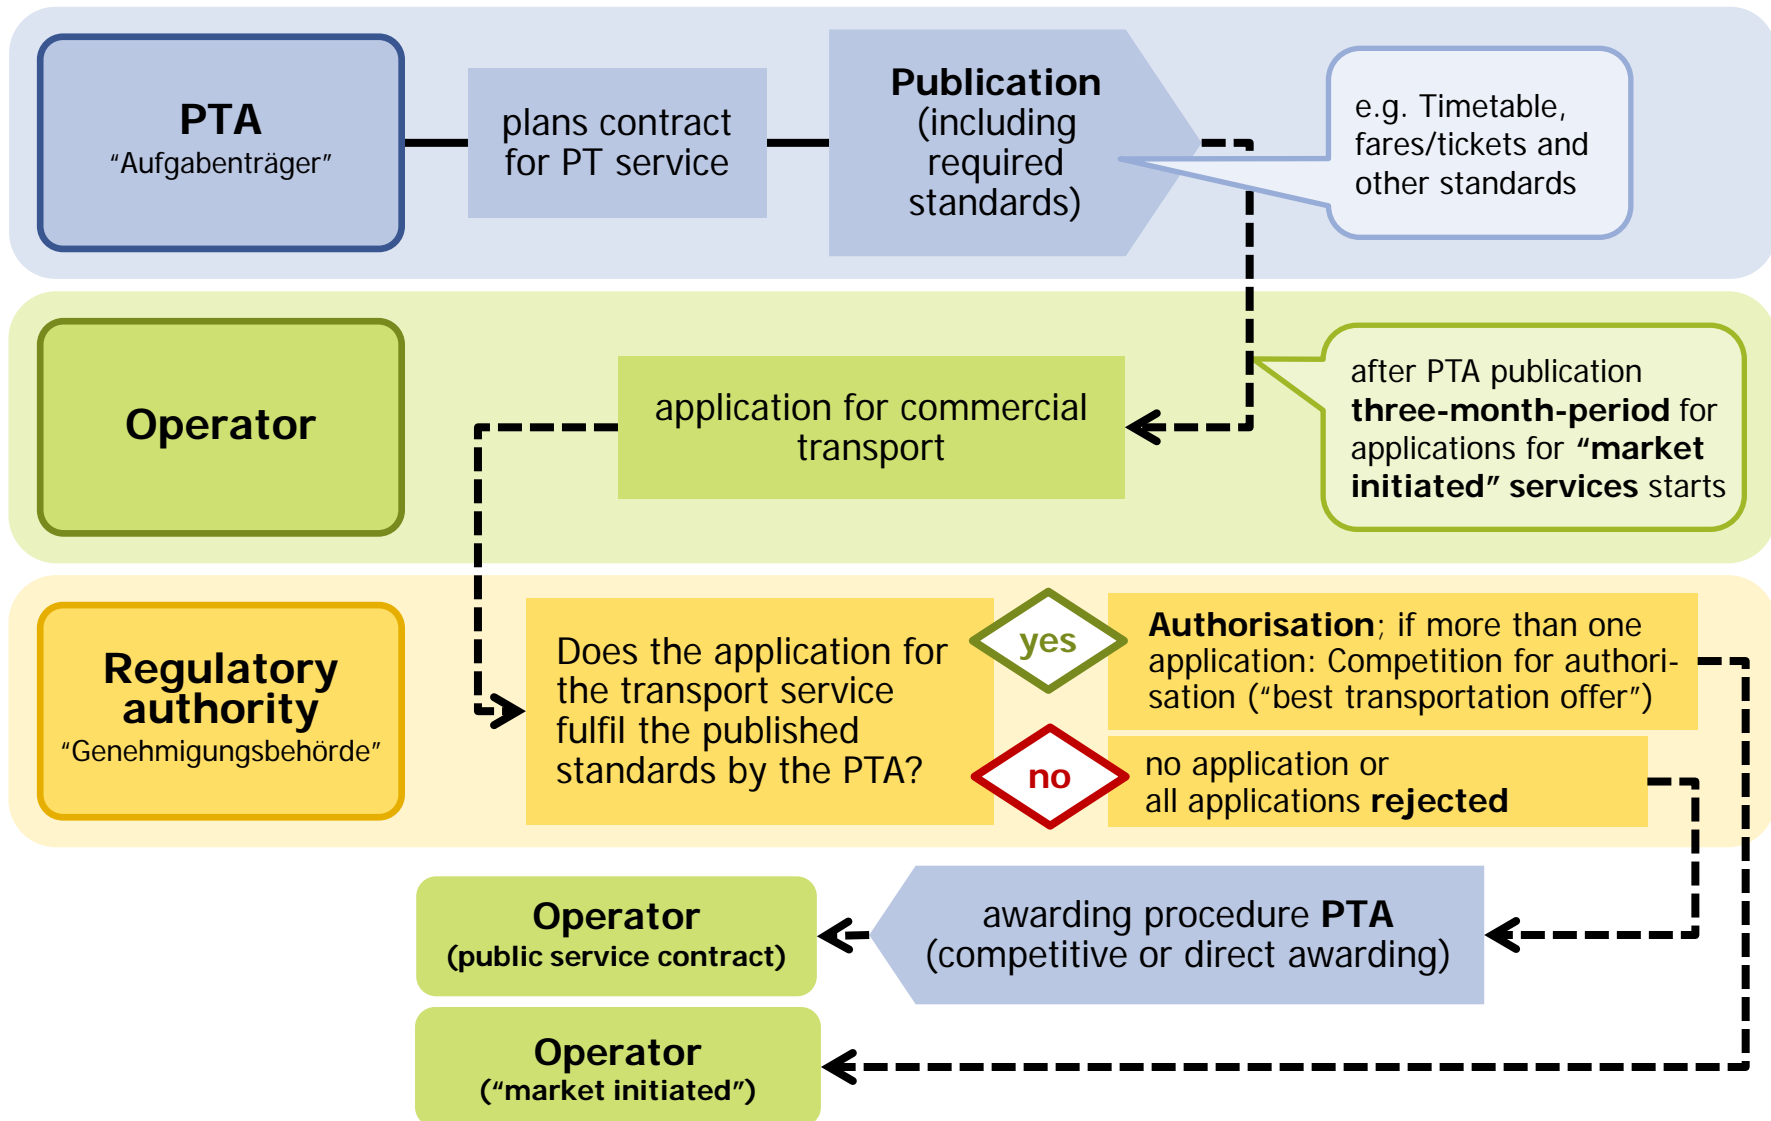 PTA
“Aufgabenträger”
plans contract
for PT service
Publication
(including
required
standards)
e.g. Timetable,
fares/tickets and
other standards
Operator
application for commercial
transport
after PTA publication
three-month-period for
applications for “market
initiated” services starts
Regulatory
authority
“Genehmigungsbehörde”
Does the application for
the transport service
fulfil the published
standards by the PTA?
yes
Authorisation; if more than one
application: Competition for authori-
sation (“best transportation offer”)
no
no application or
all applications rejected
Operator
(public service contract)
awarding procedure PTA
(competitive or direct awarding)
Operator
(“market initiated”)